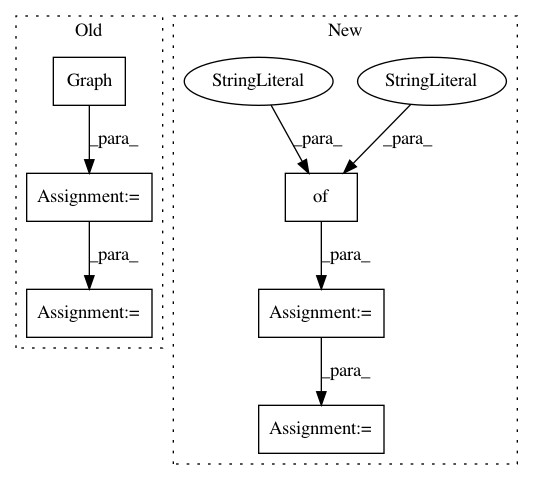 Old
Graph
_para_
Assignment:=
_para_
Assignment:=
New
StringLiteral
StringLiteral
_para_
_para_
of
_para_
Assignment:=
_para_
Assignment:=